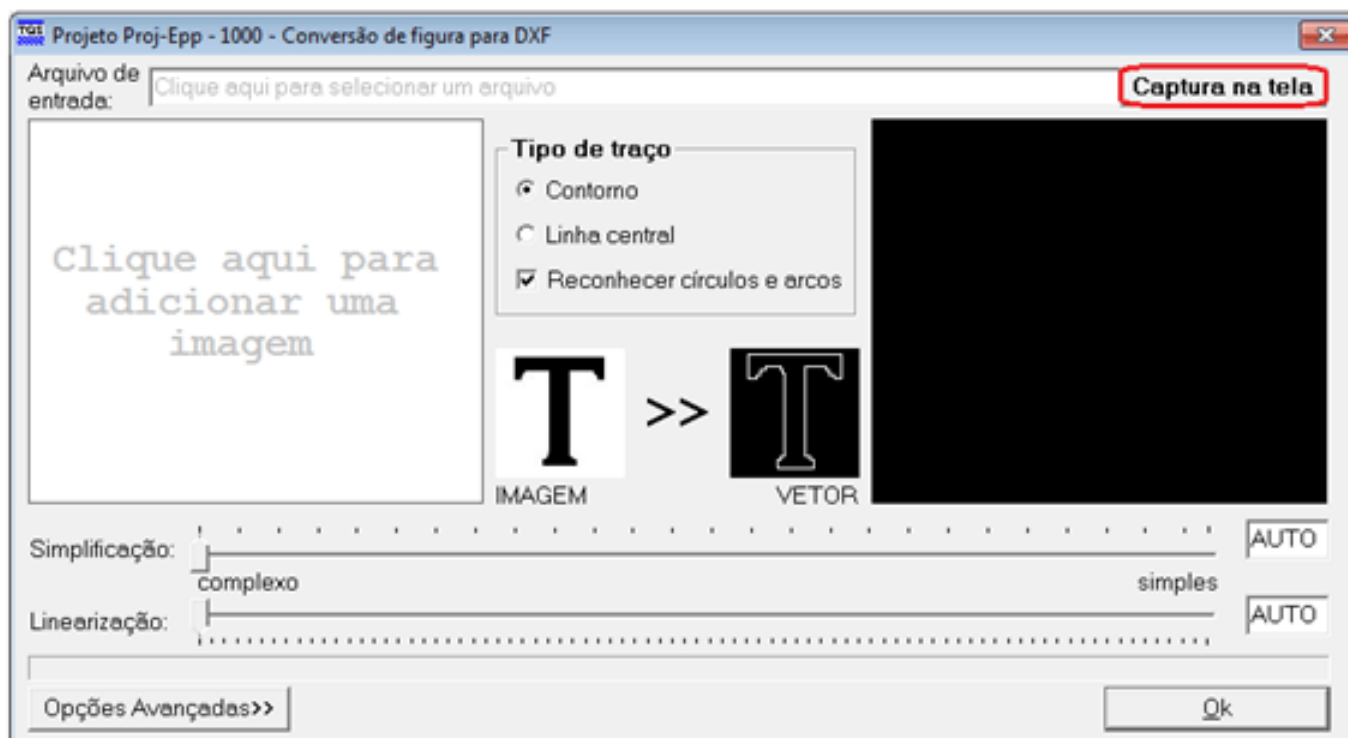 TQS Projeto Proj-Epp - 1000 - Conversão de figura para DXF
Arquivo de
entrada:
Clique aqui para selecionar um arquivo
Captura na tela
Clique aqui para
adicionar uma
imagem
Tipo de traço
Contorno
Linha central
Reconhecer círculos e arcos
T >> T
IMAGEM VETOR
Simplificação:
AUTO
complexo simples
Linearização:
AUTO
Opções Avançadas>>
Ok